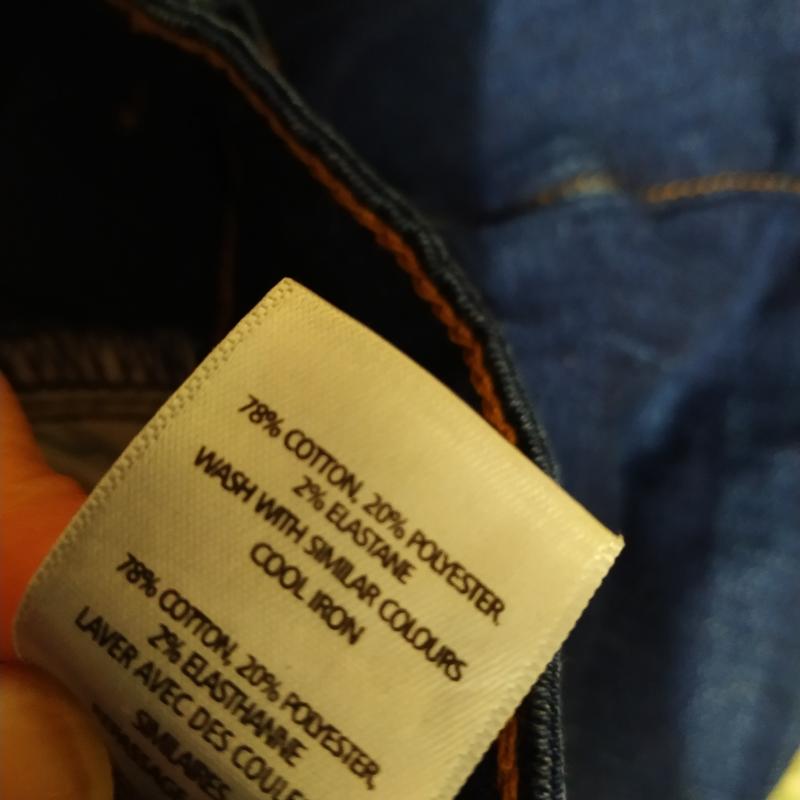 78% COTTON, 20% POLYESTER,
2% ELASTANE
WASH WITH SIMILAR COLOURS
COOL IRON
78% COTTON, 20% POLYESTER,
2% ELASTHANNE
LAVER AVEC DES COULE
SIMILAIRES